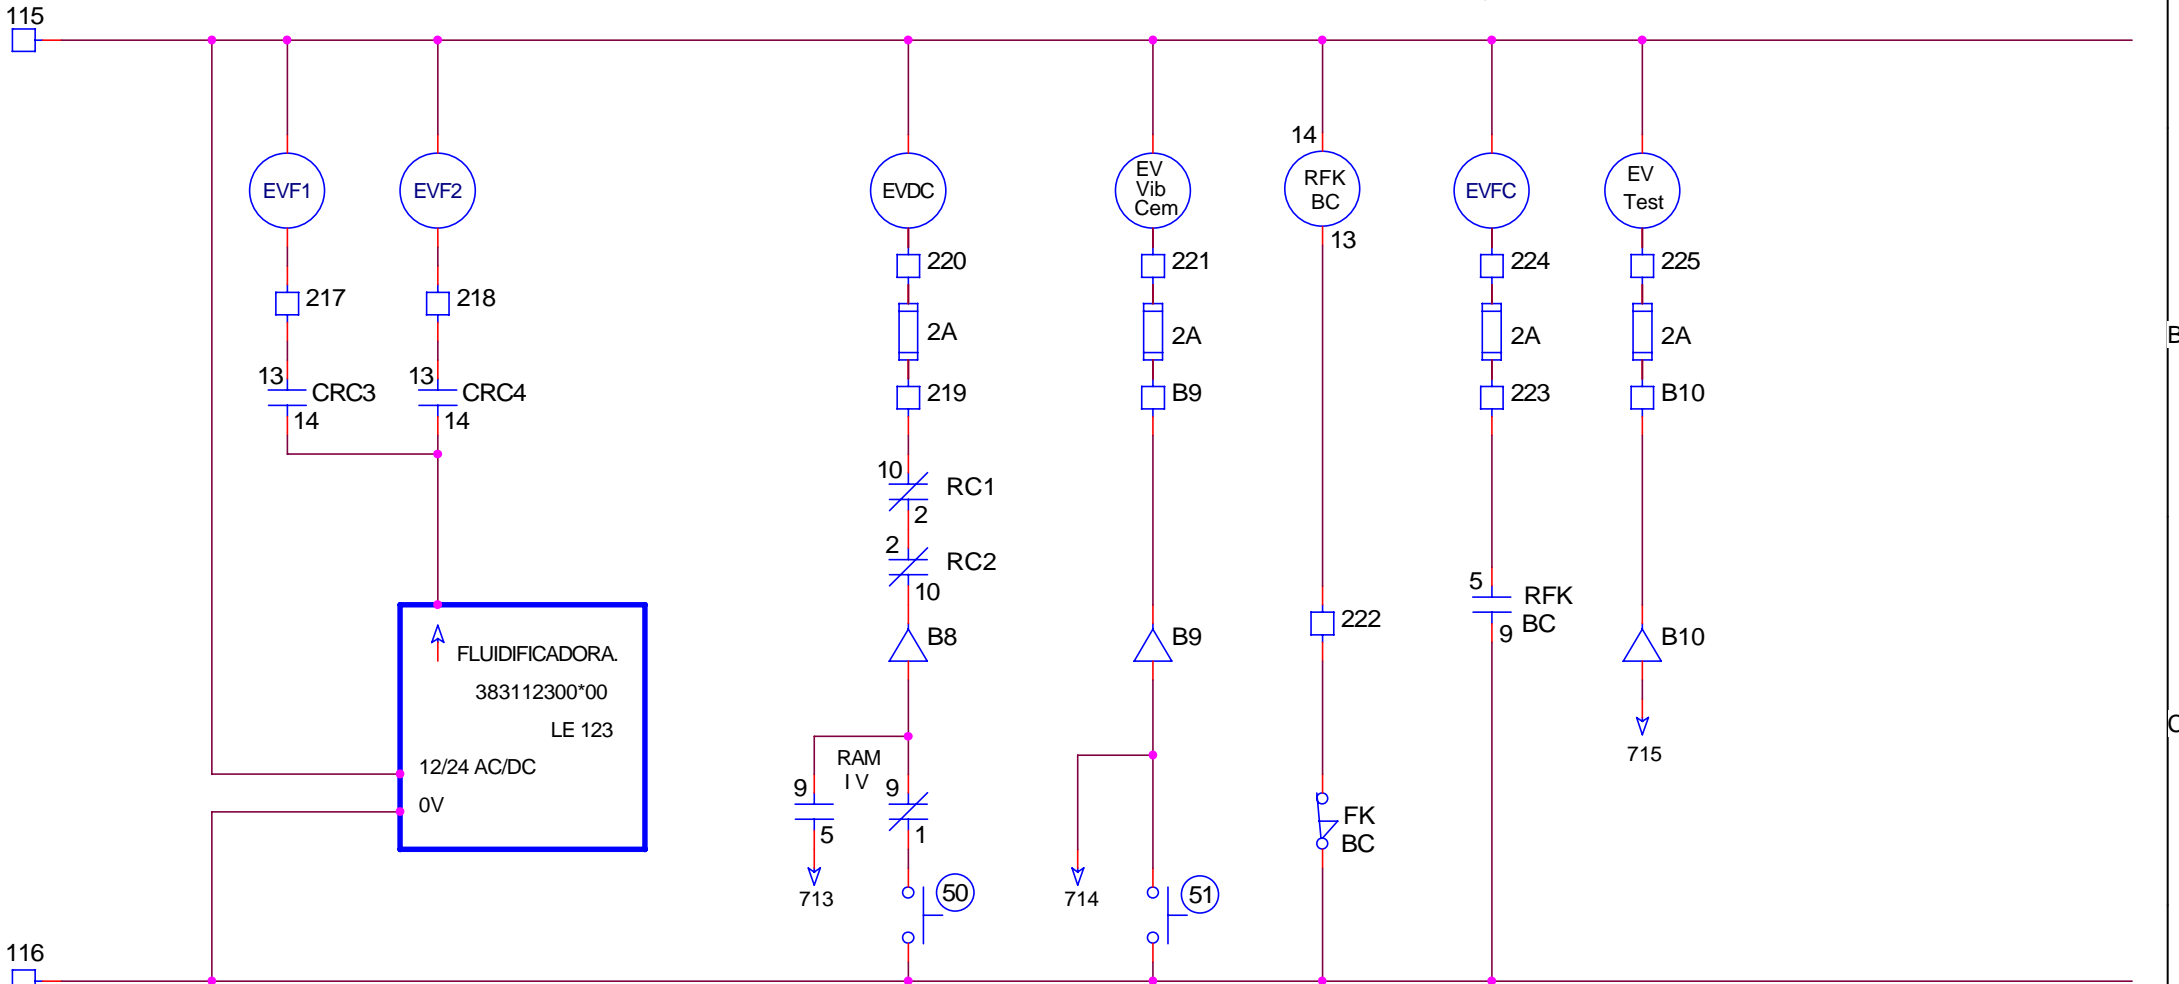 115
14
EVF1
EVF2
EVDC
EV
Vib
Cem
RFK
BC
EVFC
EV
Test
13
217
218
220
221
224
225
2A
2A
2A
2A
13
CRC3
14
13
CRC4
14
219
B9
223
B10
10
RC1
2
2
RC2
10
5
RFK
BC
9
222
B8
B9
B10
FLUIDIFICADORA.
383112300*00
LE 123
12/24 AC/DC
0V
RAM
I V
9
5
9
1
713
50
714
51
FK
BC
715
116
B
C